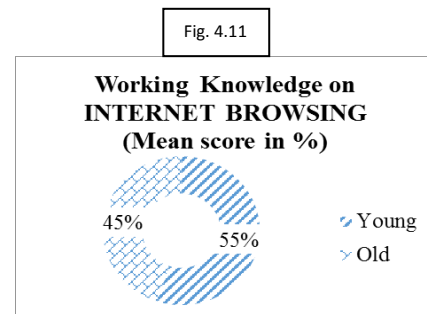 Fig. 4.11
Working Knowledge on
INTERNET BROWSING
(Mean score in %)
45%
55%
Young
Old